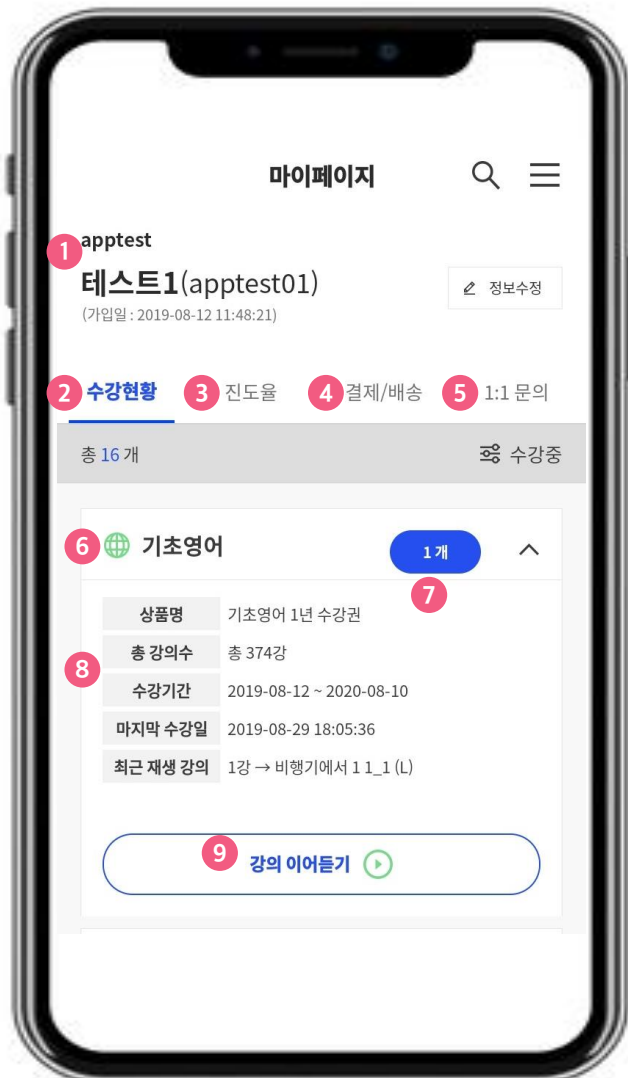 마이페이지
1 apptest
테스트1(apptest01)
정보수정
(가입일 : 2019-08-12 11:48:21)
2 수강현황 3 진도율 4 결제/배송 5 1:1 문의
총 16 개 수강중
6 기초영어 1 개
7
상품명 기초영어 1년 수강권
8 총 강의수 총 374강
수강기간 2019-08-12 ~ 2020-08-10
마지막 수강일 2019-08-29 18:05:36
최근 재생 강의 1강 → 비행기에서 1 1_1 (L)
9 강의 이어듣기